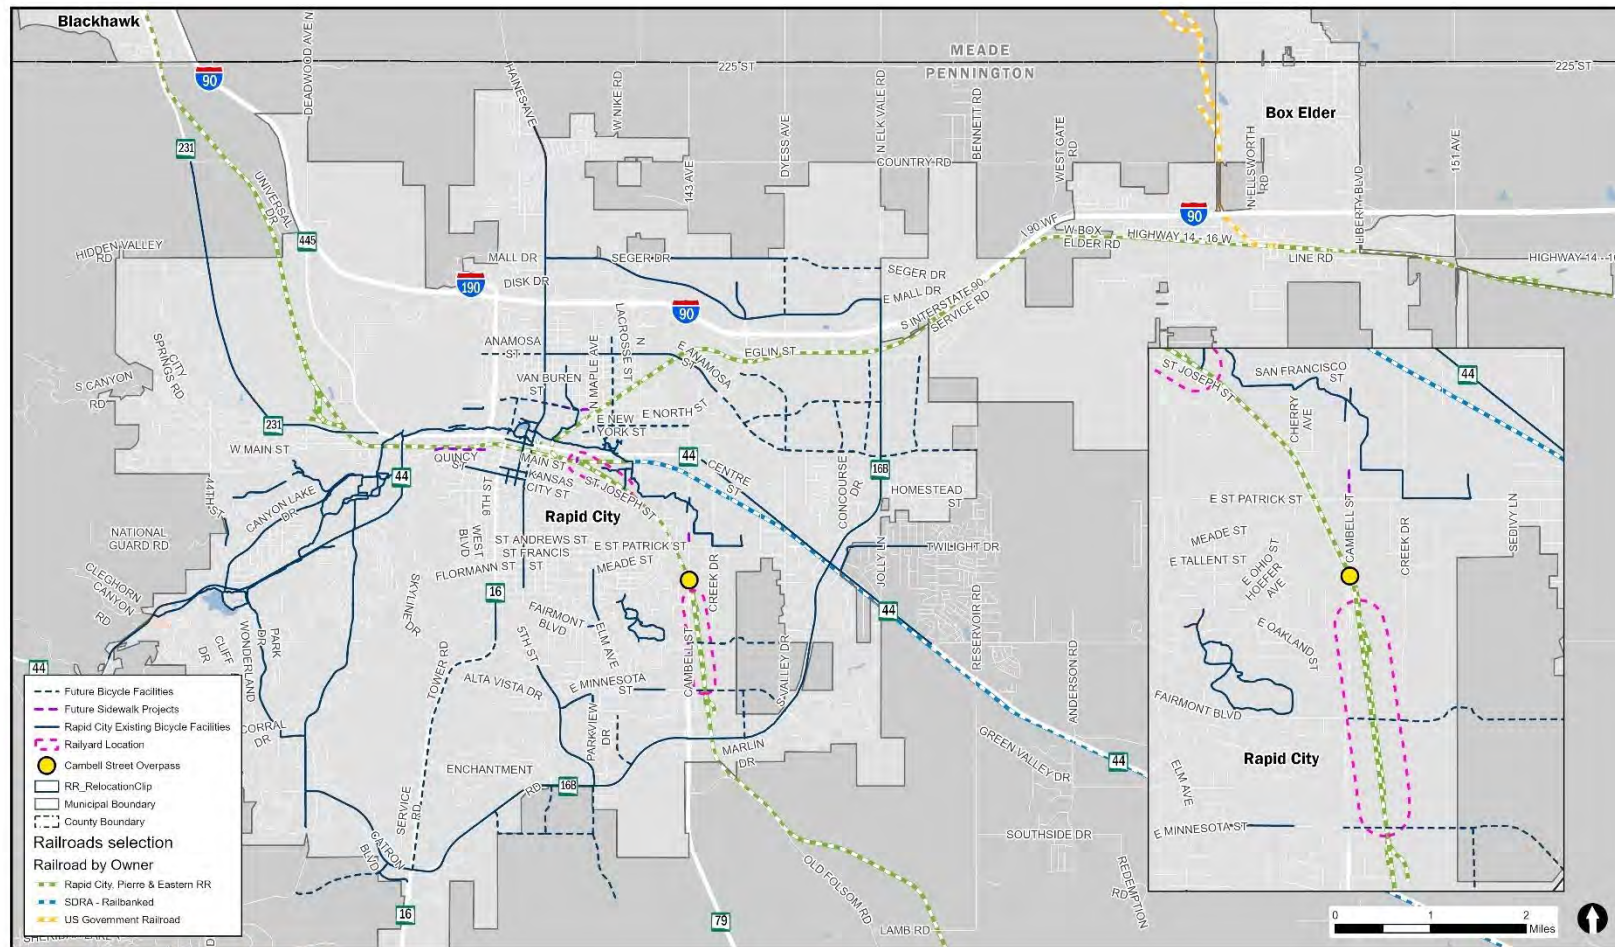 Blackhawk
DEADWOOD AVE N
90
225 ST
HAINES AVE
W NIKE RD
MEADE
PENNINGTON
N ELK VALE RD
BENNETT RD
225 ST
Box Elder
231
143 AVE
DYESS AVE
COUNTRY RD
WEST GATE
RD
N ELLSWORTH
RD
151 AVE
UNIVERSAL
DR
445
HIDDEN VALLEY
RD
MALL DR
SEGER DR
SEGER DR
I 90 WF
W BOX
ELDER RD
90
HIGHWAY 14 - 16 W
LINE RD
LIBERTY BLVD
HIGHWAY 14 - 16
190
DISK DR
90
E MALL DR
S INTERSTATE 90
SERVICE RD
CITY
SPRINGS RD
S CANYON
RD
ANAMOSA
ST
LACROSSE ST
N
N MAPLE AVE
E ANAMOSA
ST
EGLIN ST
VAN BUREN
ST
E NEW
YORK ST
E NORTH ST
231
W MAIN ST
QUINCY
ST
MAIN ST
KANSAS
CITY ST
ST JOSEPH ST
44
CENTRE
ST
CONCOURSE
DR
16B
HOMESTEAD
ST
44TH ST
CANYON LAKE
DR
44
9TH ST
WEST
BLVD
Rapid City
NATIONAL
GUARD RD
ST ANDREWS ST
ST FRANCIS
ST
E ST PATRICK ST
MEADE ST
FLORMANN ST
TWILIGHT DR
JOLLY LN
CLEGHORN
CANYON
RD
SKYLINE DR
16
FAIRMONT
BLVD
ELM AVE
CREEK DR
44
RESERVOIR RD
CLIFF
DR
WONDERLAND
DR
PARK
DR
TOWER RD
5TH ST
ALTA VISTA DR
E MINNESOTA
ST
CAMBELL ST
S VALLEY DR
ANDERSON RD
44
CORRAL
DR
PARKVIEW
DR
MARLIN
DR
GREEN VALLEY DR
44
ENCHANTMENT
RD
16B
SERVICE
RD
CATRON
BLVD
SOUTHSIDE DR
REDEMPTION
RD
OLD FOLSOM RD
16
79
LAMB RD
Future Bicycle Facilities
Future Sidewalk Projects
Rapid City Existing Bicycle Facilities
Railyard Location
Cambell Street Overpass
RR_RelocationClip
Municipal Boundary
County Boundary
Railroads selection
Railroad by Owner
Rapid City, Pierre & Eastern RR
SDRA - Railbanked
US Government Railroad
ST JOSEPH ST
SAN FRANCISCO
ST
44
CHERRY
AVE
E ST PATRICK ST
CAMBELL ST
MEADE ST
E TALLENT ST
E OHIO ST
HOEFER
AVE
CREEK DR
SEDIVY LN
E OAKLAND ST
FAIRMONT BLVD
Rapid City
ELM AVE
E MINNESOTA ST
0 1 2
Miles